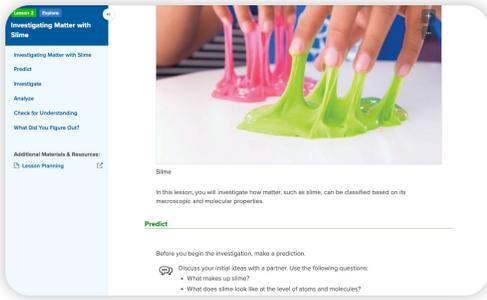 Lesson 2 Explore
Investigating Matter with
Slime
Investigating Matter with Slime
Predict
Investigate
Analyze
Check for Understanding
What Did You Figure Out?
Additional Materials & Resources:
Lesson Planning
Slime
In this lesson, you will investigate how matter, such as slime, can be classified based on its
macroscopic and molecular properties.
Predict
Before you begin the investigation, make a prediction.
Discuss your initial ideas with a partner. Use the following questions:
• What makes up slime?
• What does slime look like at the level of atoms and molecules?